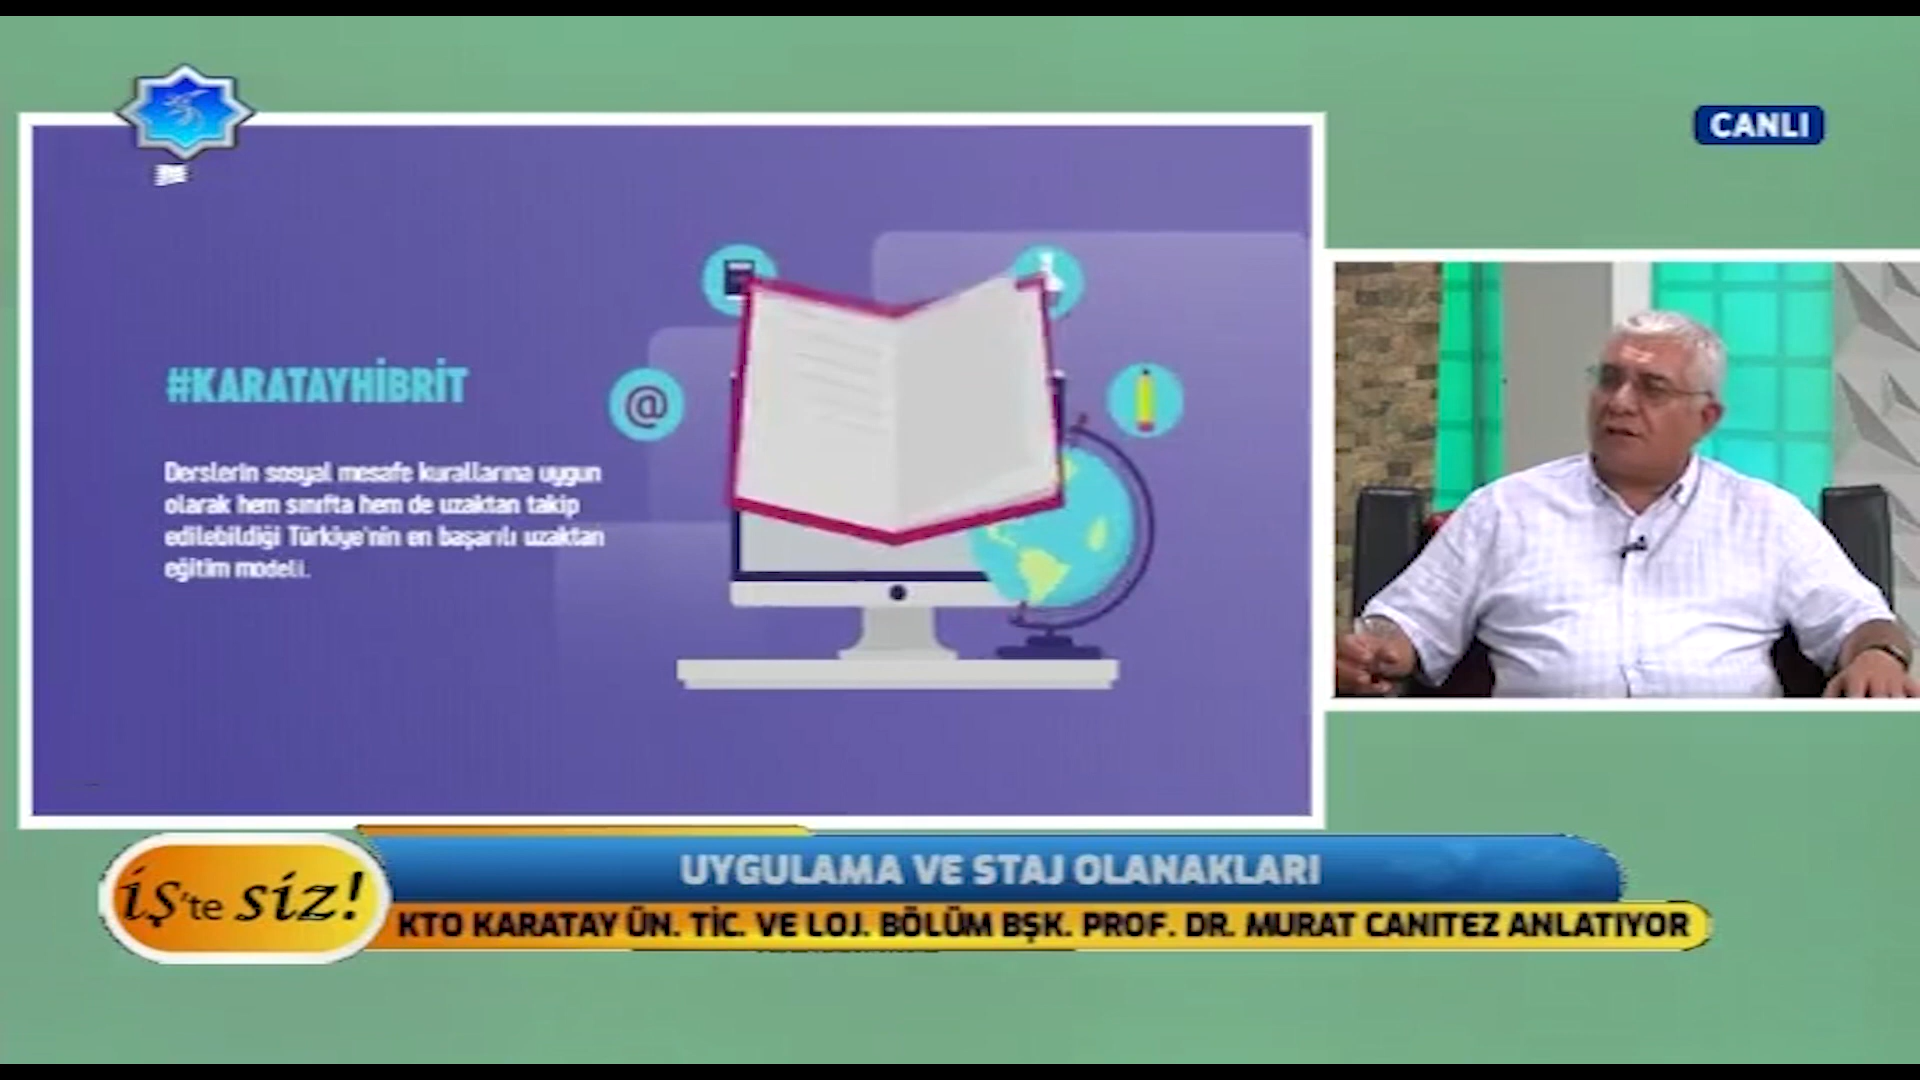 CANLI
#KARATAYHİBRİT
Derslerin sosyal mesafe kurallarına uygun
olarak hem sınıfta hem de uzaktan takip
edilebildiği Türkiye'nin en başarılı uzaktan
eğitim modeli.
@
UYGULAMA VE STAJ OLANAKLARI
iş'te siz!
KTO KARATAY ÜN. TİC. VE LOJ. BÖLÜM BŞK. PROF. DR. MURAT CANITEZ ANLATIYOR